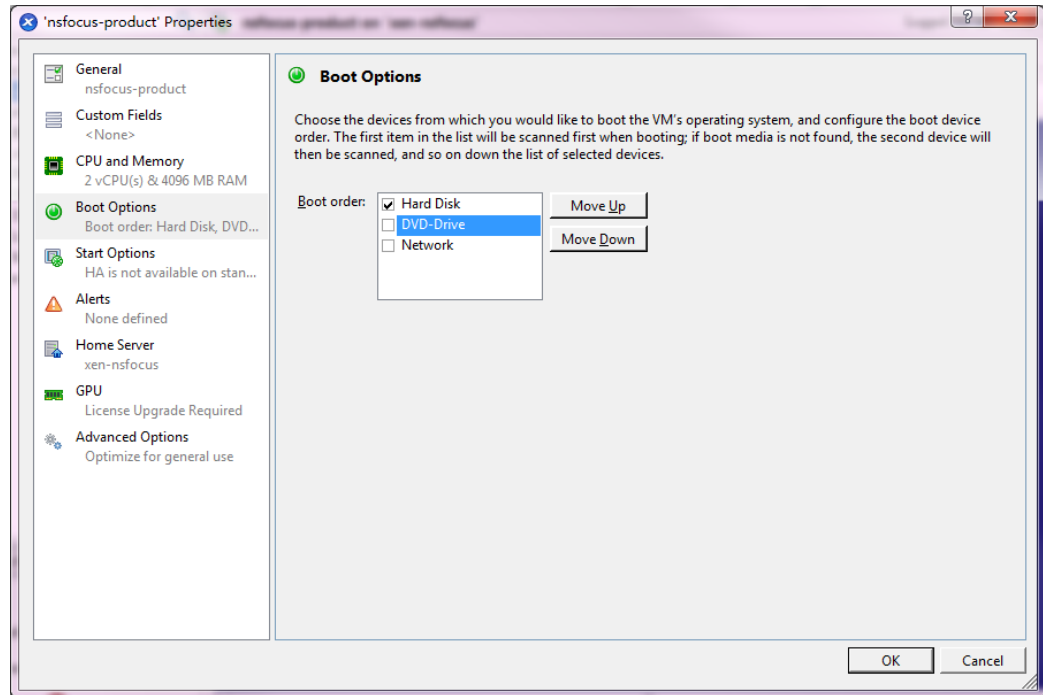 'nsfocus-product' Properties
General
nsfocus-product
Custom Fields
<None>
CPU and Memory
2 vCPU(s) & 4096 MB RAM
Boot Options
Boot order: Hard Disk, DVD...
Start Options
HA is not available on stan...
Alerts
None defined
Home Server
xen-nsfocus
GPU
License Upgrade Required
Advanced Options
Optimize for general use
Boot Options
Choose the devices from which you would like to boot the VM's operating system, and configure the boot device
order. The first item in the list will be scanned first when booting; if boot media is not found, the second device will
then be scanned, and so on down the list of selected devices.
Boot order:
Hard Disk
DVD-Drive
Network
Move Up
Move Down
OK
Cancel